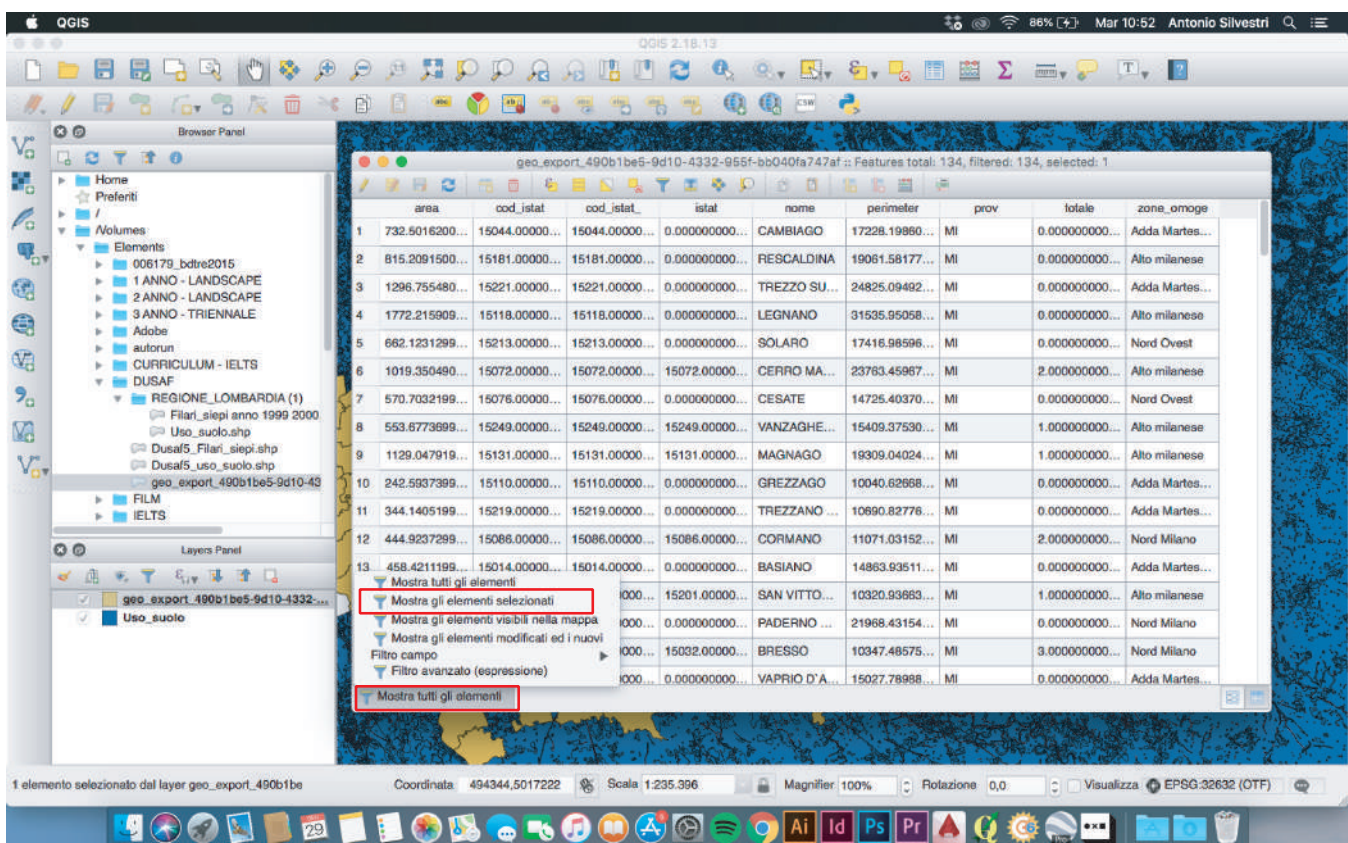 QGIS 86% Mar 10:52 Antonio Silvestri
QGIS 2.18.13
Browser Panel
Home
Preferiti
/
/Volumes
Elements
006179_bdtre2015
1 ANNO - LANDSCAPE
2 ANNO - LANDSCAPE
3 ANNO - TRIENNALE
Adobe
autorun
CURRICULUM - IELTS
DUSAF
REGIONE_LOMBARDIA (1)
Filari_siepi anno 1999 2000
Uso_suolo.shp
Dusaf5_Filari_siepi.shp
Dusaf5_uso_suolo.shp
geo_export_490b1be5-9d10-43
FILM
IELTS
Layers Panel
geo_export_490b1be5-9d10-4332-...
Uso_suolo
geo_export_490b1be5-9d10-4332-955f-bb040fa747af :: Features total: 134, filtered: 134, selected: 1
area cod_istat cod_istat_ istat nome perimeter prov totale zone_omoge
1 732.5016200... 15044.00000... 15044.00000... 0.000000000... CAMBIAGO 17228.19860... MI 0.000000000... Adda Martes...
2 815.2091500... 15181.00000... 15181.00000... 0.000000000... RESCALDINA 19061.58177... MI 0.000000000... Alto milanese
3 1296.755480... 15221.00000... 15221.00000... 0.000000000... TREZZO SU... 24825.09492... MI 0.000000000... Adda Martes...
4 1772.215909... 15118.00000... 15118.00000... 0.000000000... LEGNANO 31535.95058... MI 0.000000000... Alto milanese
5 662.1231299... 15213.00000... 15213.00000... 0.000000000... SOLARO 17416.98596... MI 0.000000000... Nord Ovest
6 1019.350490... 15072.00000... 15072.00000... 15072.00000... CERRO MA... 23763.45967... MI 2.000000000... Alto milanese
7 570.7032199... 15076.00000... 15076.00000... 0.000000000... CESATE 14725.40370... MI 0.000000000... Nord Ovest
8 553.6773699... 15249.00000... 15249.00000... 15249.00000... VANZAGHE... 15409.37530... MI 1.000000000... Alto milanese
9 1129.047919... 15131.00000... 15131.00000... 15131.00000... MAGNAGO 19309.04024... MI 1.000000000... Alto milanese
10 242.5937399... 15110.00000... 15110.00000... 0.000000000... GREZZAGO 10040.62668... MI 0.000000000... Adda Martes...
11 344.1405199... 15219.00000... 15219.00000... 0.000000000... TREZZANO ... 10690.82776... MI 0.000000000... Adda Martes...
12 444.9237299... 15086.00000... 15086.00000... 15086.00000... CORMANO 11071.03152... MI 2.000000000... Nord Milano
13 458.4211199... 15014.00000... 15014.00000... 0.000000000... BASIANO 14863.93511... MI 0.000000000... Adda Martes...
000... 15201.00000... SAN VITTO... 10320.93663... MI 1.000000000... Alto milanese
000... 0.000000000... PADERNO ... 21968.43154... MI 0.000000000... Nord Milano
000... 15032.00000... BRESSO 10347.48575... MI 3.000000000... Nord Milano
000... 0.000000000... VAPRIO D'A... 15027.78988... MI 0.000000000... Adda Martes...
Mostra tutti gli elementi
Mostra gli elementi selezionati
Mostra gli elementi visibili nella mappa
Mostra gli elementi modificati ed i nuovi
Filtro campo
Filtro avanzato (espressione)
Mostra tutti gli elementi
1 elemento selezionato dal layer geo_export_490b1be Coordinata 494344,5017222 Scala 1:235.396 Magnifier 100% Rotazione 0,0 Visualizza EPSG:32632 (OTF)
29 Ai Id Ps Pr